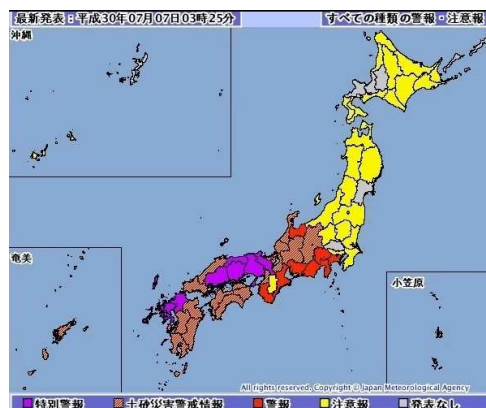 最新発表：平成30年07月07日03時25分
すべての種類の警報・注意報
沖縄
奄美
小笠原
All rights reserved. Copyright © Japan Meteorological Agency
特別警報 土砂災害警戒情報 警報 注意報 発表なし